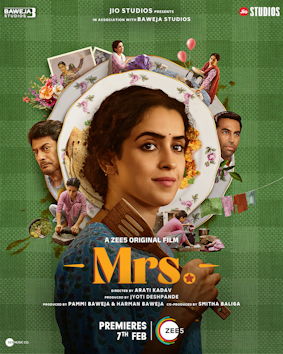 BAWEJA
STUDIOS
JIO STUDIOS PRESENTS
IN ASSOCIATION WITH BAWEJA STUDIOS
JIO STUDIOS
A ZEE5 ORIGINAL FILM
Mrs.
DIRECTED BY ARATI KADAV
PRODUCED BY JYOTI DESHPANDE
PRODUCED BY PAMMI BAWEJA & HARMAN BAWEJA CO-PRODUCED BY SMITHA BALIGA
PREMIERES
7TH FEB
ZEE5